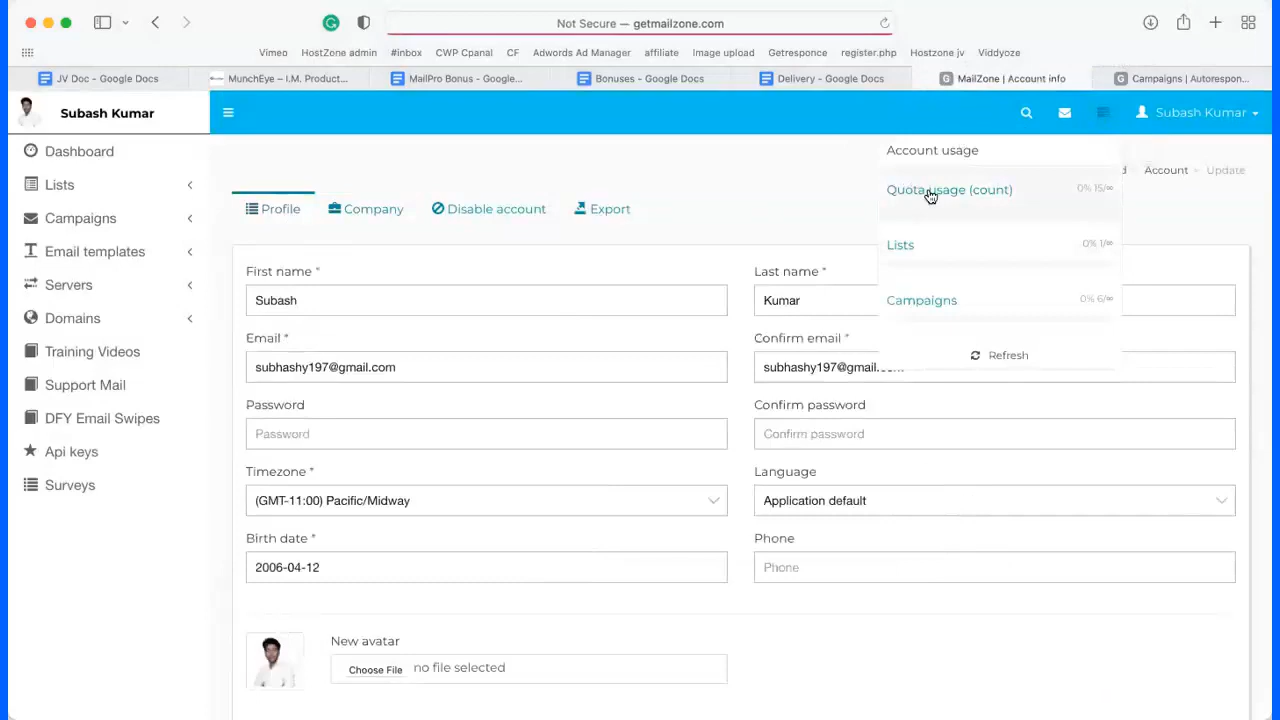 Not Secure — getmailzone.com
Vimeo HostZone admin #inbox CWP Cpanal CF Adwords Ad Manager affiliate Image upload Getresponce register.php Hostzone jv Viddyoze
JV Doc - Google Docs MunchEye – I.M. Product... MailPro Bonus - Google... Bonuses - Google Docs Delivery - Google Docs MailZone | Account info Campaigns | Autorespon...
Subash Kumar
Subash Kumar
Dashboard
Lists
Campaigns
Email templates
Servers
Domains
Training Videos
Support Mail
DFY Email Swipes
Api keys
Surveys
Account usage
Quota usage (count) 0% 15/∞
Lists 0% 1/∞
Campaigns 0% 6/∞
Refresh
d Account Update
Profile Company Disable account Export
First name * Last name *
Subash Kumar
Email * Confirm email *
subhashy197@gmail.com subhashy197@gmail.com
Password Confirm password
Password Confirm password
Timezone * Language
(GMT-11:00) Pacific/Midway Application default
Birth date * Phone
2006-04-12 Phone
New avatar
Choose File no file selected